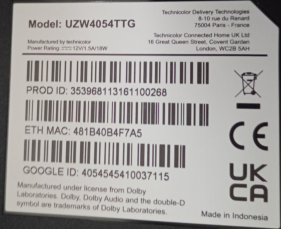 Model: UZW4054TTG
Technicolor Delivery Technologies
8-10 rue du Renard
75004 Paris - France
Manufactured by technicolor
Power Rating: 12V/1.5A/18W
Technicolor Connected Home UK Ltd
16 Great Queen Street, Covent Garden
London, WC2B 5AH
PROD ID: 353968113161100268
ETH MAC: 481B40B4F7A5
GOOGLE ID: 4054545410037115
CE
UK
CA
Manufactured under license from Dolby
Laboratories. Dolby, Dolby Audio and the double-D
symbol are trademarks of Dolby Laboratories.
Made in Indonesia